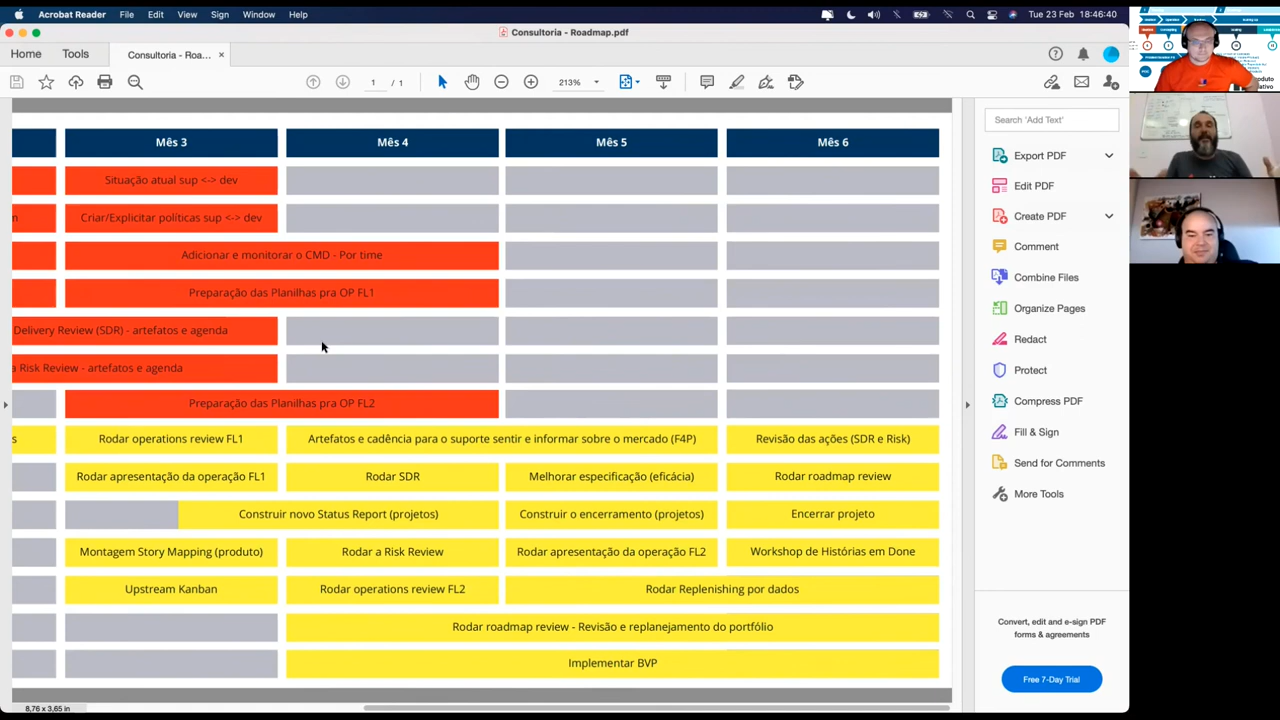 Acrobat Reader File Edit View Sign Window Help Tue 23 Feb 18:46:40
Consultoria - Roadmap.pdf
Home Tools Consultoria - Roa... ×
1 / 1 213%
Mês 3 Mês 4 Mês 5 Mês 6
Situação atual sup <-> dev
Criar/Explicitar políticas sup <-> dev
Adicionar e monitorar o CMD - Por time
Preparação das Planilhas pra OP FL1
Delivery Review (SDR) - artefatos e agenda
a Risk Review - artefatos e agenda
Preparação das Planilhas pra OP FL2
s Rodar operations review FL1 Artefatos e cadência para o suporte sentir e informar sobre o mercado (F4P) Revisão das ações (SDR e Risk)
Rodar apresentação da operação FL1 Rodar SDR Melhorar especificação (eficácia) Rodar roadmap review
Construir novo Status Report (projetos) Construir o encerramento (projetos) Encerrar projeto
Montagem Story Mapping (produto) Rodar a Risk Review Rodar apresentação da operação FL2 Workshop de Histórias em Done
Upstream Kanban Rodar operations review FL2 Rodar Replenishing por dados
Rodar roadmap review - Revisão e replanejamento do portfólio
Implementar BVP
8,76 x 3,65 in
Search 'Add Text'
Export PDF
Edit PDF
Create PDF
Comment
Combine Files
Organize Pages
Redact
Protect
Compress PDF
Fill & Sign
Send for Comments
More Tools
Convert, edit and e-sign PDF
forms & agreements
Free 7-Day Trial